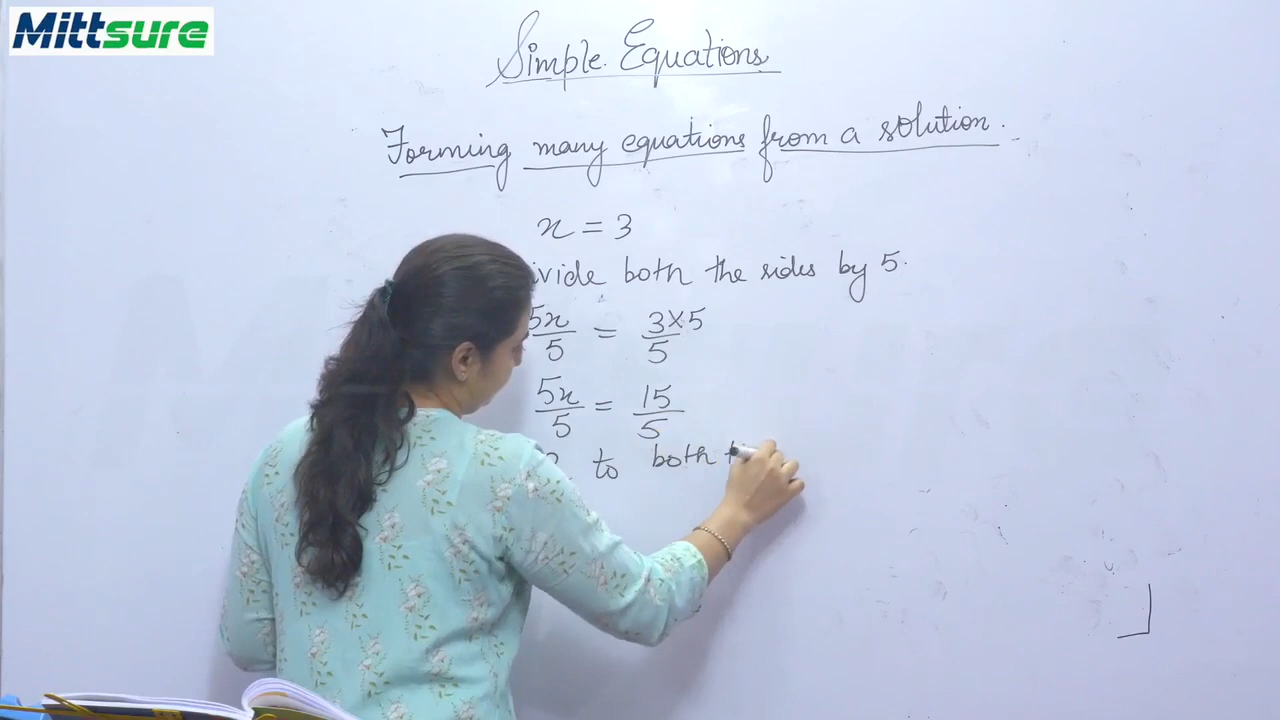 Mittsure
Simple Equations
Forming many equations from a solution.
x = 3
ivide both the sides by 5.
5x/5 = 3×5/5
5x/5 = 15/5
to both